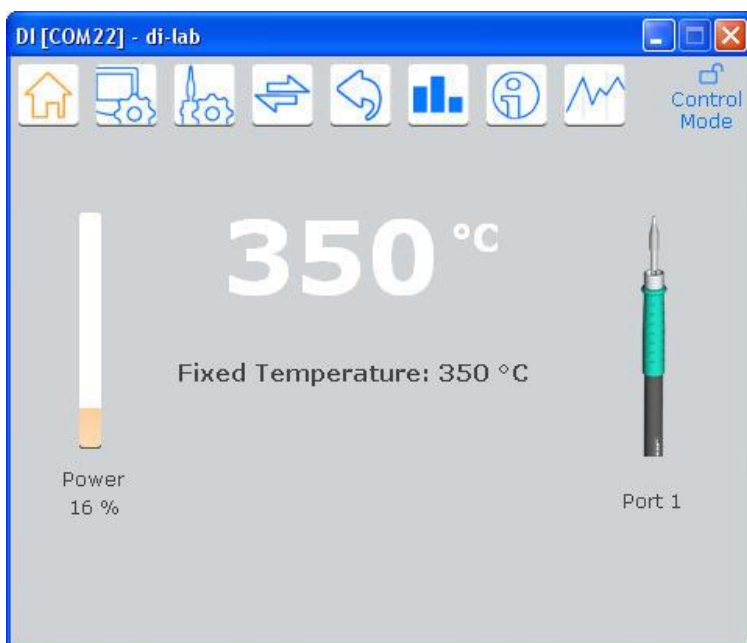 DI [COM22] - di-lab
Control
Mode
350 °C
Fixed Temperature: 350 °C
Power
16 %
Port 1